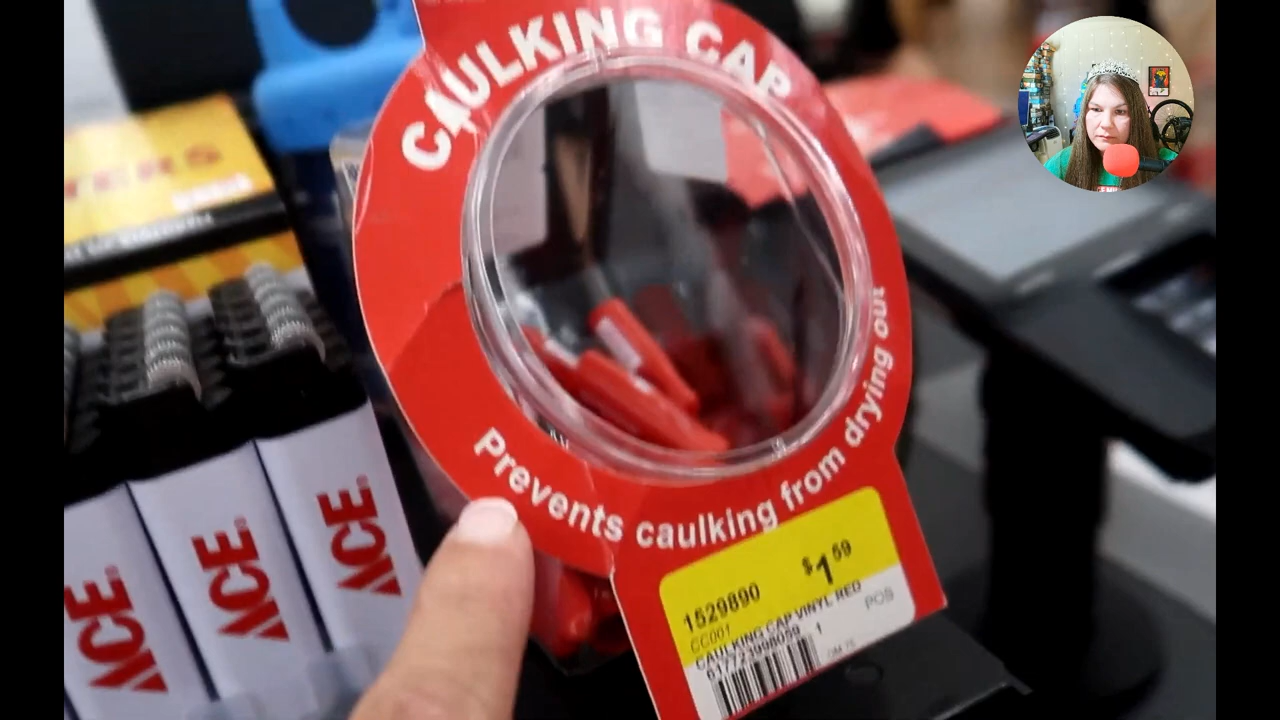 CAULKING CAP
Prevents caulking from drying out
$1 59
1529890
CC001
CAULKING CAP VINYL RED
POS
1
ACE
ACE
ACE